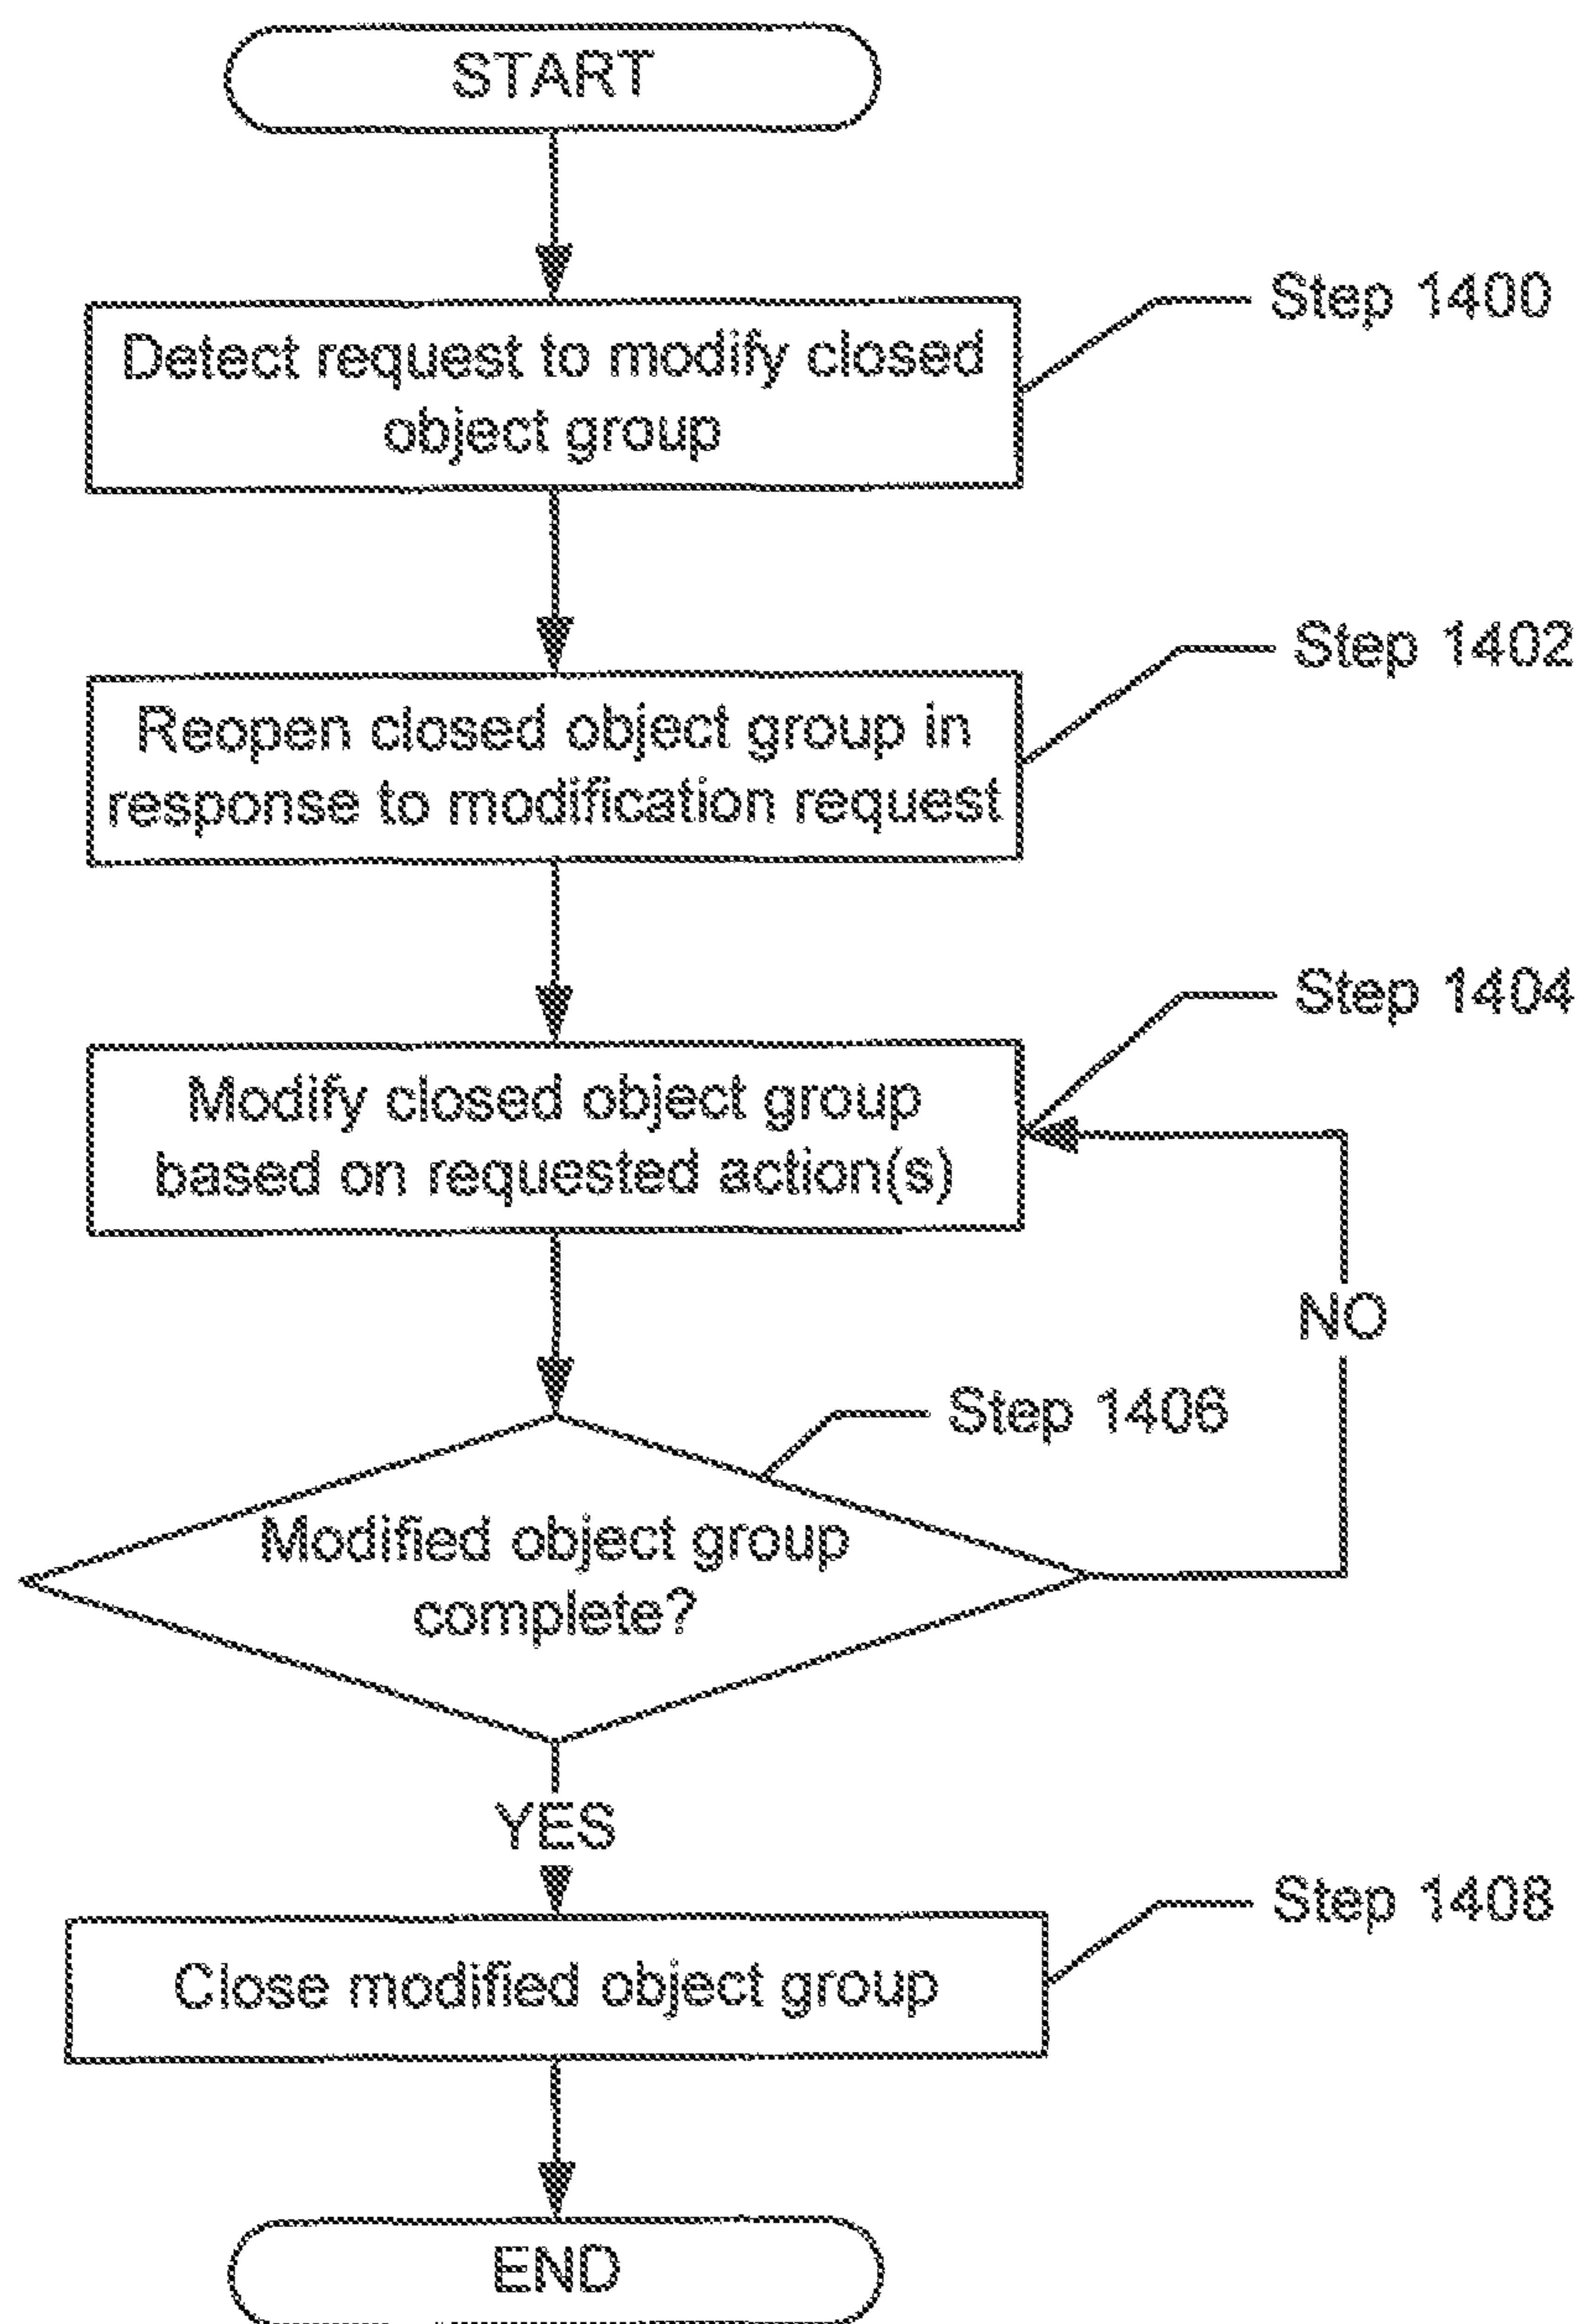 START
Step 1400
Detect request to modify closed
object group
Step 1402
Reopen closed object group in
response to modification request
Step 1404
Modify closed object group
based on requested action(s)
NO
Step 1406
Modified object group
complete?
YES
Step 1408
Close modified object group
END